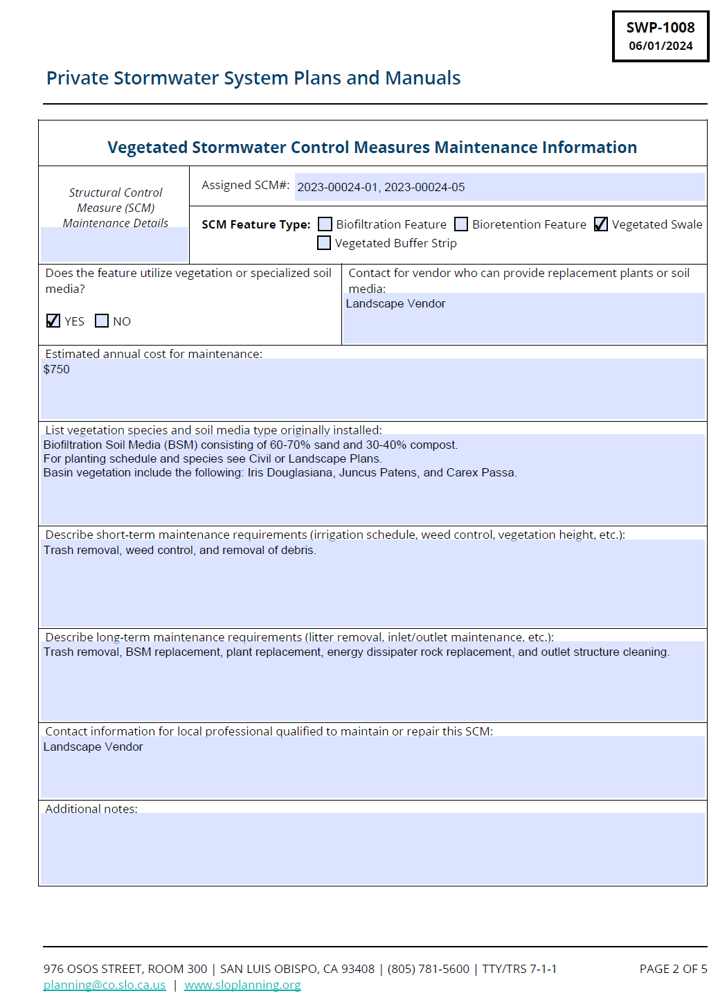 SWP-1008
06/01/2024
Private Stormwater System Plans and Manuals
Vegetated Stormwater Control Measures Maintenance Information
Structural Control
Measure (SCM)
Maintenance Details
Assigned SCM#: 2023-00024-01, 2023-00024-05
SCM Feature Type: Biofiltration Feature Bioretention Feature Vegetated Swale
Vegetated Buffer Strip
Does the feature utilize vegetation or specialized soil
media?
YES NO
Contact for vendor who can provide replacement plants or soil
media:
Landscape Vendor
Estimated annual cost for maintenance:
$750
List vegetation species and soil media type originally installed:
Biofiltration Soil Media (BSM) consisting of 60-70% sand and 30-40% compost.
For planting schedule and species see Civil or Landscape Plans.
Basin vegetation include the following: Iris Douglasiana, Juncus Patens, and Carex Passa.
Describe short-term maintenance requirements (irrigation schedule, weed control, vegetation height, etc.):
Trash removal, weed control, and removal of debris.
Describe long-term maintenance requirements (litter removal, inlet/outlet maintenance, etc.):
Trash removal, BSM replacement, plant replacement, energy dissipater rock replacement, and outlet structure cleaning.
Contact information for local professional qualified to maintain or repair this SCM:
Landscape Vendor
Additional notes:
976 OSOS STREET, ROOM 300 | SAN LUIS OBISPO, CA 93408 | (805) 781-5600 | TTY/TRS 7-1-1 PAGE 2 OF 5
planning@co.slo.ca.us | www.sloplanning.org